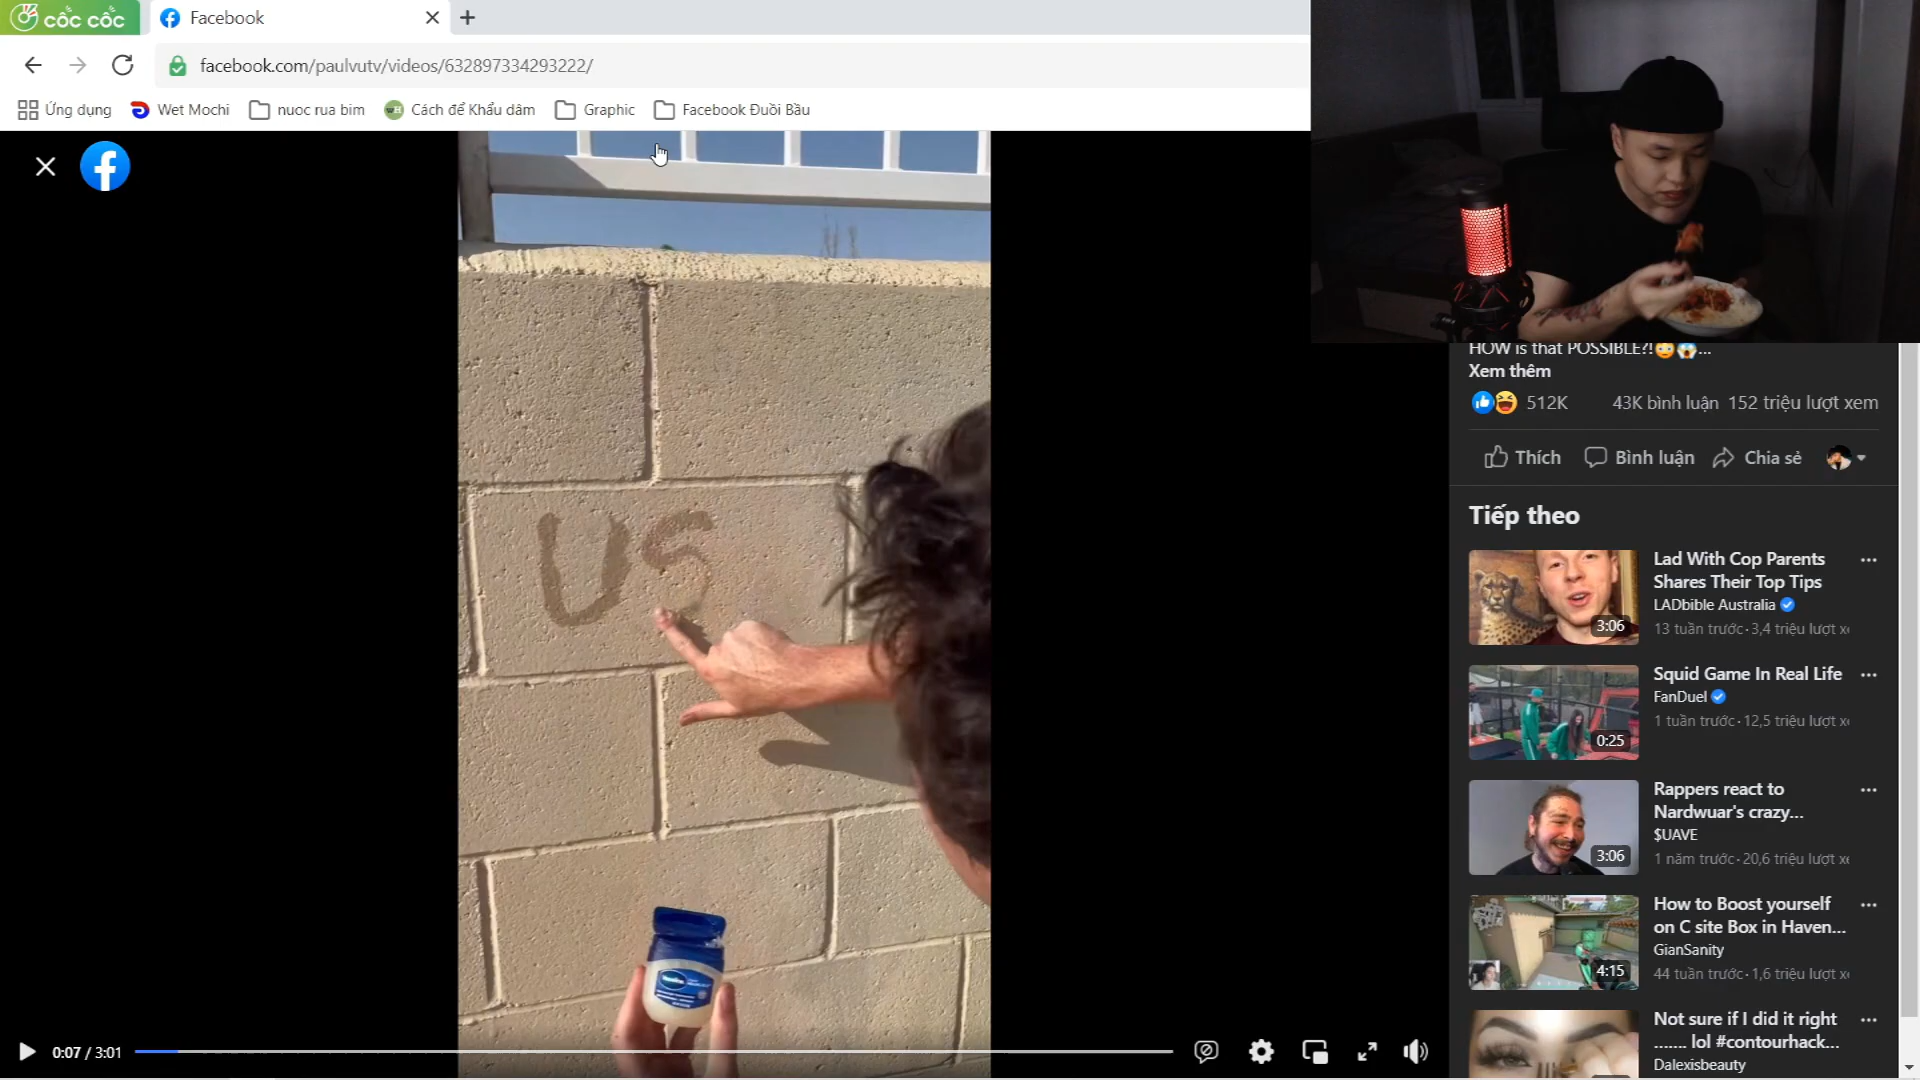 cốc cốc
Facebook
facebook.com/paulvutv/videos/632897334293222/
Ứng dụng
Wet Mochi
nuoc rua bim
Cách để Khẩu dâm
Graphic
Facebook Đuồi Bầu
US
Vaseline
HOW is that POSSIBLE?!😳😱...
Xem thêm
512K
43K bình luận
152 triệu lượt xem
Thích
Bình luận
Chia sẻ
Tiếp theo
Lad With Cop Parents
Shares Their Top Tips
LADbible Australia
13 tuần trước · 3,4 triệu lượt
3:06
Squid Game In Real Life
FanDuel
1 tuần trước · 12,5 triệu lượt
0:25
Rappers react to
Nardwuar's crazy...
$UAVE
1 năm trước · 20,6 triệu lượt
3:06
How to Boost yourself
on C site Box in Haven...
GianSanity
44 tuần trước · 1,6 triệu lượt
4:15
Not sure if I did it right
....... lol #contourhack...
Dalexisbeauty
0:07 / 3:01